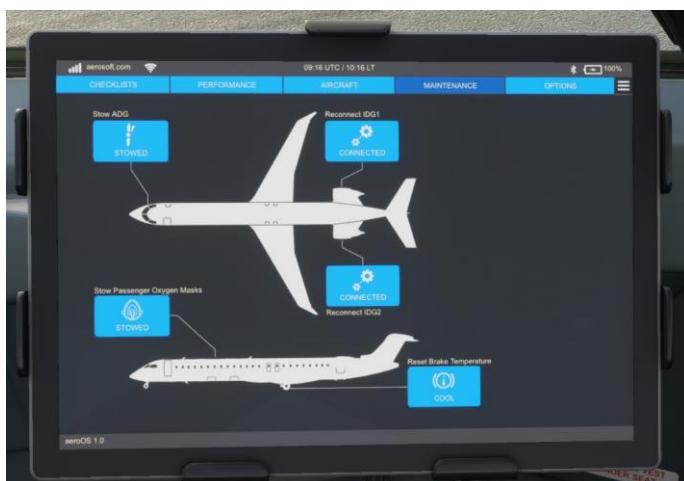 aerosoft.com
09:16 UTC / 10:16 LT
100%
CHECKLISTS
PERFORMANCE
AIRCRAFT
MAINTENANCE
OPTIONS
Stow ADG
STOWED
Reconnect IDG1
CONNECTED
CONNECTED
Reconnect IDG2
Stow Passenger Oxygen Masks
STOWED
Reset Brake Temperature
COOL
aeroOS 1.0
SEAT